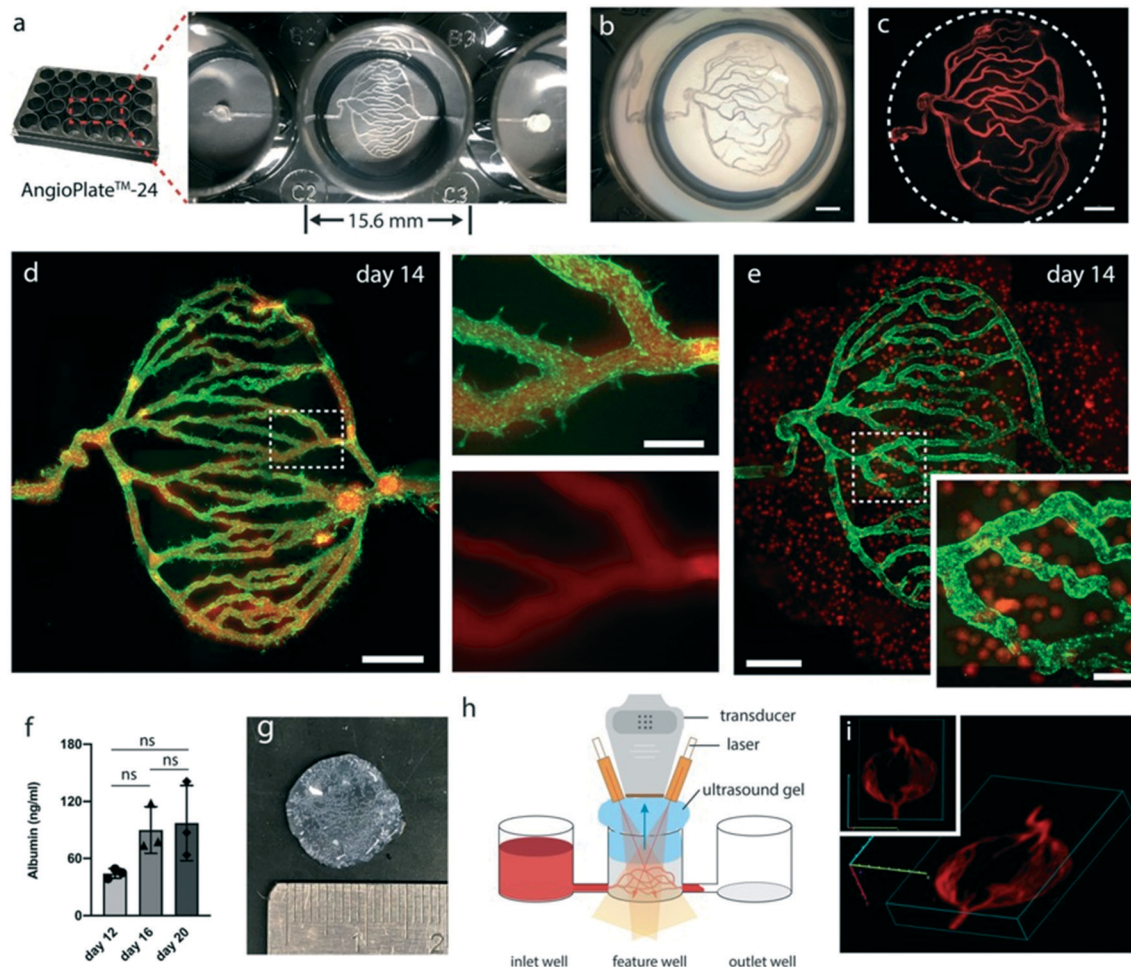 a
AngioPlate™-24
B2
B3
C2
C3
15.6 mm
b
c
d
day 14
e
day 14
f
Albumin (ng/ml)
180
120
60
0
ns
ns
ns
day 12
day 16
day 20
g
1
2
h
transducer
laser
ultrasound gel
inlet well
feature well
outlet well
i